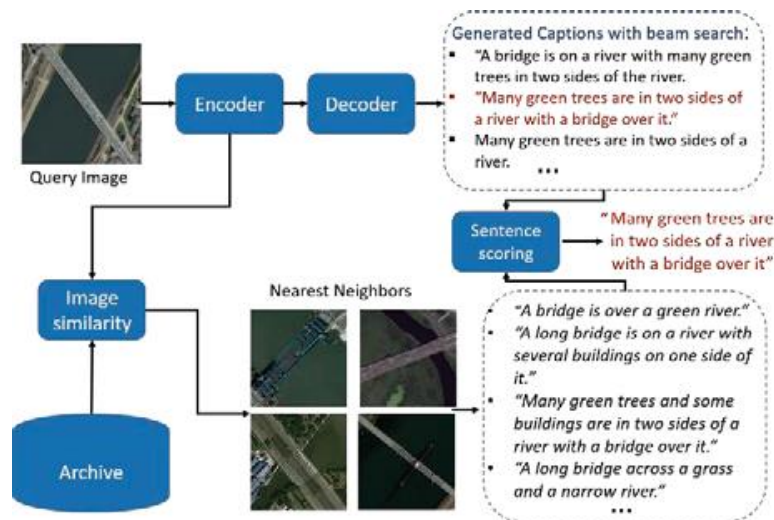 Generated Captions with beam search:
▪ “A bridge is on a river with many green
trees in two sides of the river.
▪ “Many green trees are in two sides of
a river with a bridge over it.”
▪ Many green trees are in two sides of a
river.
...
Encoder
Decoder
Query Image
Sentence
scoring
“Many green trees are
in two sides of a river
with a bridge over it”
Image
similarity
Nearest Neighbors
• “A bridge is over a green river.“
• “A long bridge is on a river with
several buildings on one side of
it.”
• “Many green trees and some
buildings are in two sides of a
river with a bridge over it.”
• “A long bridge across a grass
and a narrow river.“
...
Archive